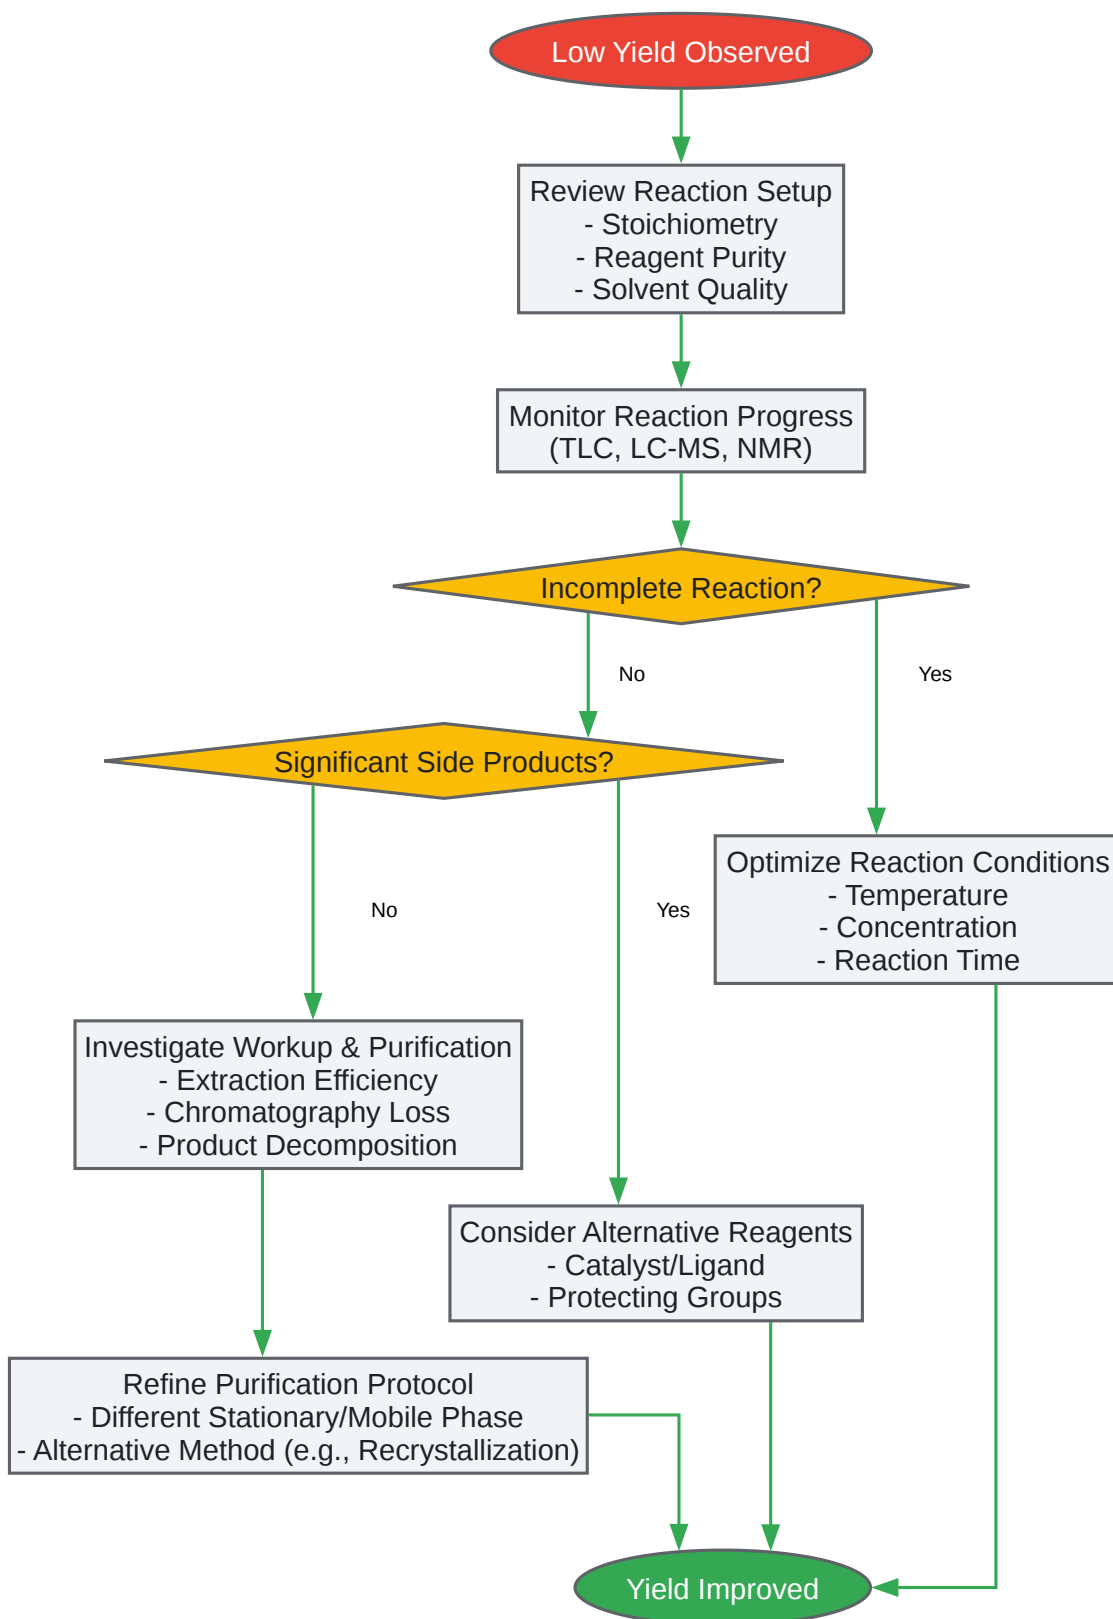 Low Yield Observed
Review Reaction Setup
- Stoichiometry
- Reagent Purity
- Solvent Quality
Monitor Reaction Progress
(TLC, LC-MS, NMR)
Incomplete Reaction?
No
Yes
Significant Side Products?
Optimize Reaction Conditions
- Temperature
- Concentration
- Reaction Time
No
Yes
Investigate Workup & Purification
- Extraction Efficiency
- Chromatography Loss
- Product Decomposition
Consider Alternative Reagents
- Catalyst/Ligand
- Protecting Groups
Refine Purification Protocol
- Different Stationary/Mobile Phase
- Alternative Method (e.g., Recrystallization)
Yield Improved